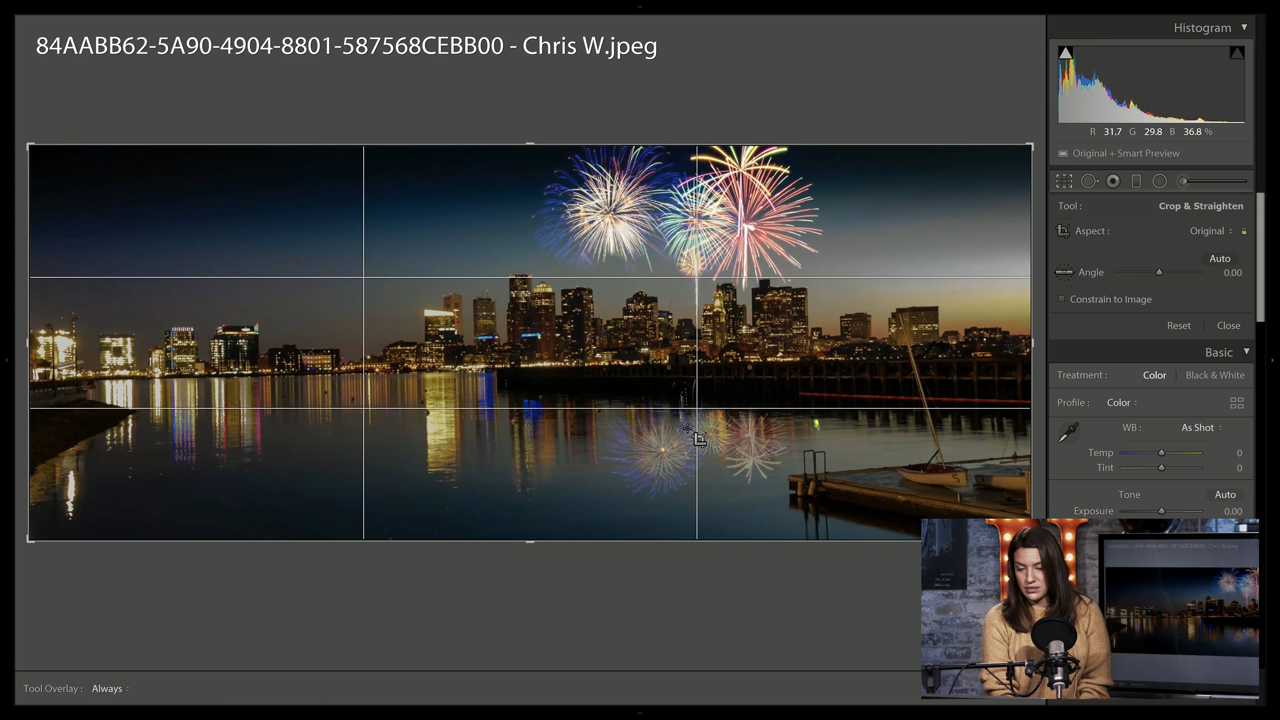 84AABB62-5A90-4904-8801-587568CEBB00 - Chris W.jpeg
Histogram
R 31.7 G 29.8 B 36.8 %
Original + Smart Preview
Tool : Crop & Straighten
Aspect : Original
Auto
Angle 0.00
Constrain to Image
Reset Close
Basic
Treatment : Color Black & White
Profile : Color
WB : As Shot
Temp 0
Tint 0
Tone Auto
Exposure 0.00
Tool Overlay : Always